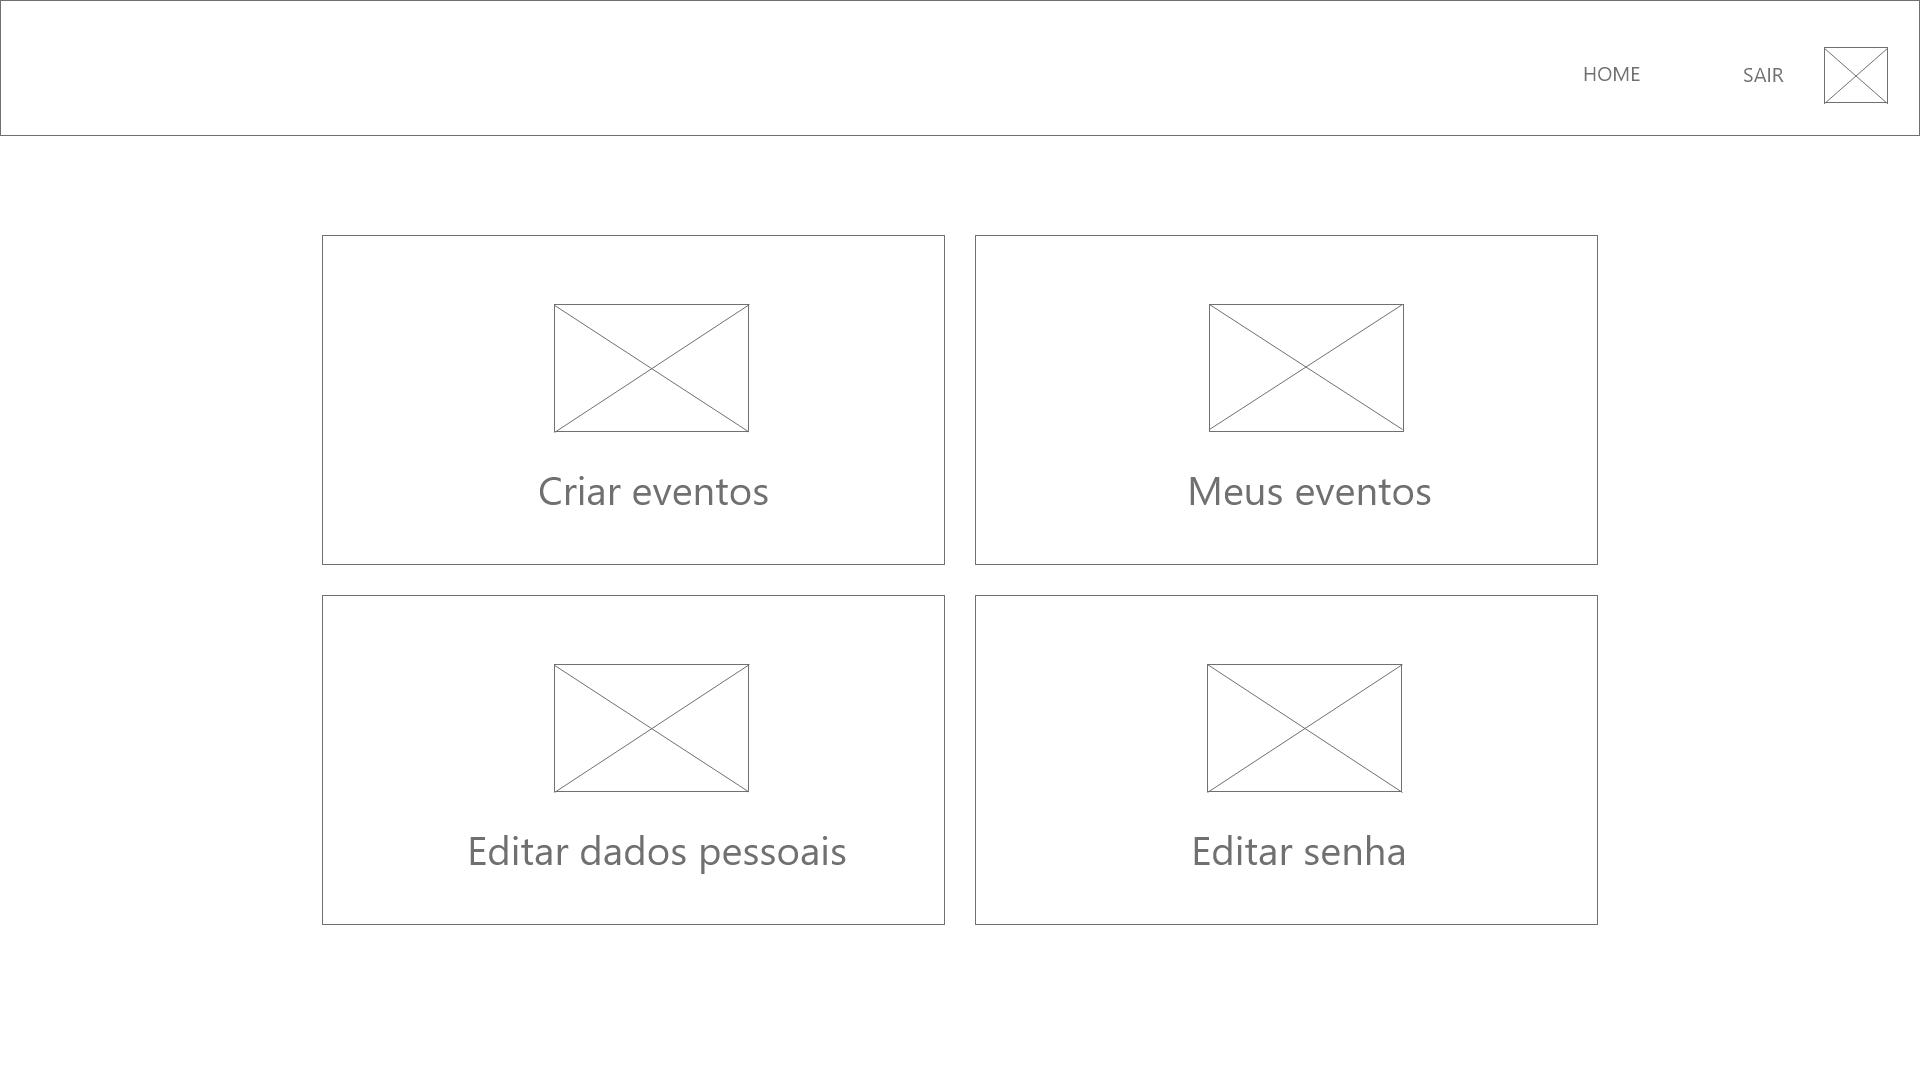 HOME
SAIR
Criar eventos
Meus eventos
Editar dados pessoais
Editar senha